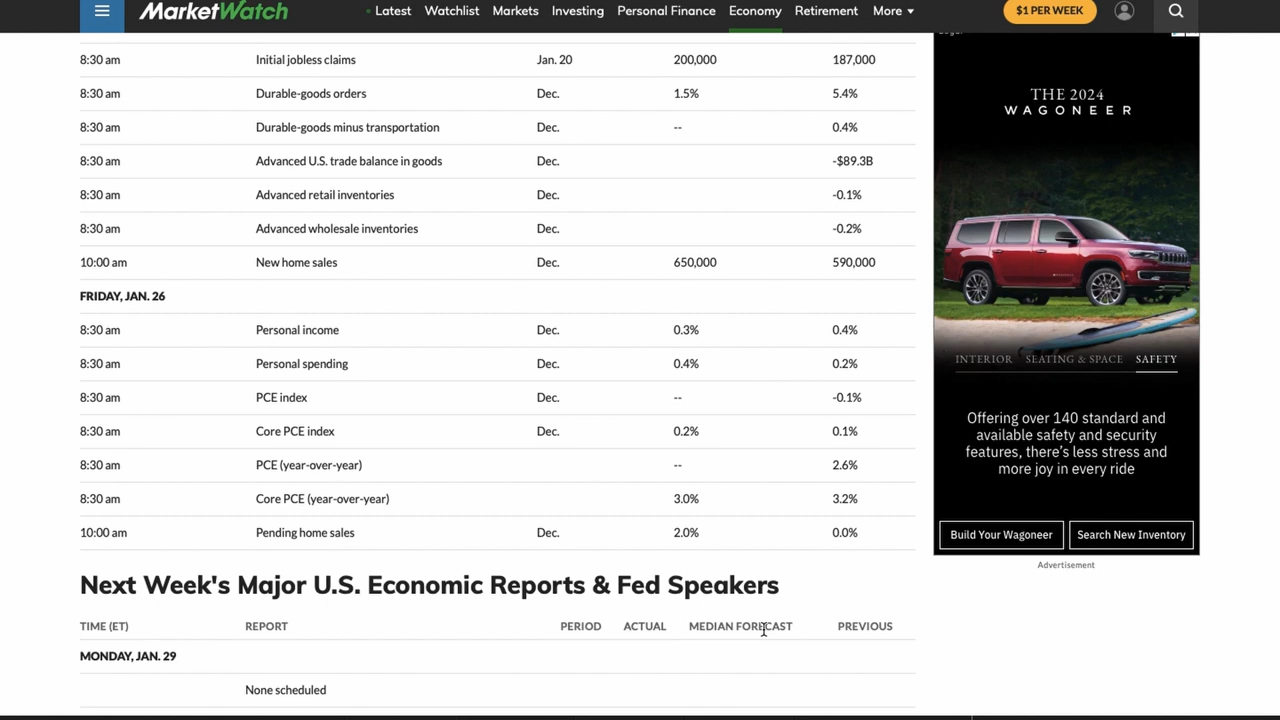 MarketWatch
Latest Watchlist Markets Investing Personal Finance Economy Retirement More
$1 PER WEEK
8:30 am Initial jobless claims Jan. 20 200,000 187,000
8:30 am Durable-goods orders Dec. 1.5% 5.4%
8:30 am Durable-goods minus transportation Dec. -- 0.4%
8:30 am Advanced U.S. trade balance in goods Dec. -$89.3B
8:30 am Advanced retail inventories Dec. -0.1%
8:30 am Advanced wholesale inventories Dec. -0.2%
10:00 am New home sales Dec. 650,000 590,000
FRIDAY, JAN. 26
8:30 am Personal income Dec. 0.3% 0.4%
8:30 am Personal spending Dec. 0.4% 0.2%
8:30 am PCE index Dec. -- -0.1%
8:30 am Core PCE index Dec. 0.2% 0.1%
8:30 am PCE (year-over-year) -- 2.6%
8:30 am Core PCE (year-over-year) 3.0% 3.2%
10:00 am Pending home sales Dec. 2.0% 0.0%
Next Week's Major U.S. Economic Reports & Fed Speakers
TIME (ET) REPORT PERIOD ACTUAL MEDIAN FORECAST PREVIOUS
MONDAY, JAN. 29
None scheduled
THE 2024
WAGONEER
INTERIOR SEATING & SPACE SAFETY
Offering over 140 standard and
available safety and security
features, there's less stress and
more joy in every ride
Build Your Wagoneer Search New Inventory
Advertisement